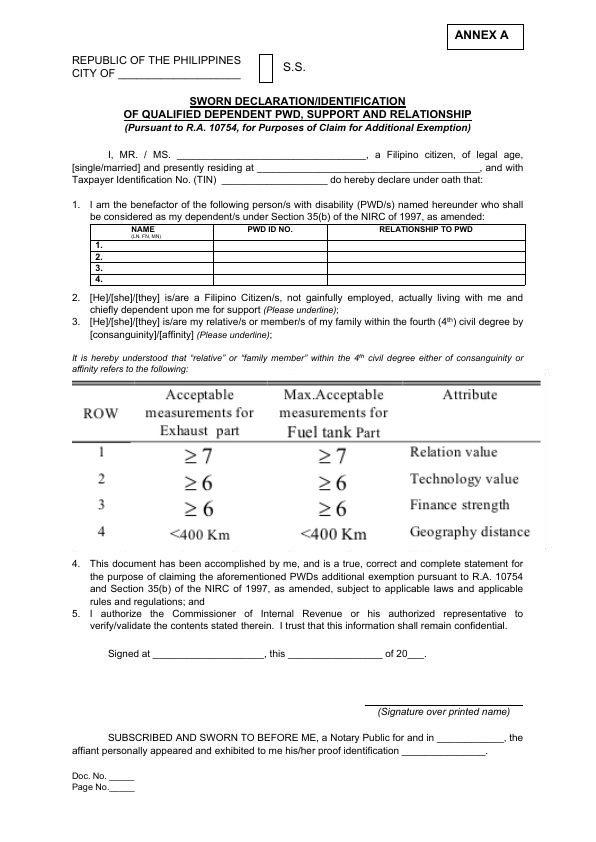 ANNEX A
REPUBLIC OF THE PHILIPPINES
CITY OF ______________________ S.S.
SWORN DECLARATION/IDENTIFICATION
OF QUALIFIED DEPENDENT PWD, SUPPORT AND RELATIONSHIP
(Pursuant to R.A. 10754, for Purposes of Claim for Additional Exemption)
I, MR. / MS. __________________________________, a Filipino citizen, of legal age,
[single/married] and presently residing at ________________________________________, and with
Taxpayer Identification No. (TIN) ___________________ do hereby declare under oath that:
1. I am the benefactor of the following person/s with disability (PWD/s) named hereunder who shall
be considered as my dependent/s under Section 35(b) of the NIRC of 1997, as amended:
NAME PWD ID NO. RELATIONSHIP TO PWD
(LN, FN, MN)
1.
2.
3.
4.
2. [He]/[she]/[they] is/are a Filipino Citizen/s, not gainfully employed, actually living with me and
chiefly dependent upon me for support (Please underline);
3. [He]/[she]/[they] is/are my relative/s or member/s of my family within the fourth (4th) civil degree by
[consanguinity]/[affinity] (Please underline);
It is hereby understood that “relative” or “family member” within the 4th civil degree either of consanguinity or
affinity refers to the following:
ROW Acceptable measurements for Exhaust part Max.Acceptable measurements for Fuel tank Part Attribute
1 ≥ 7 ≥ 7 Relation value
2 ≥ 6 ≥ 6 Technology value
3 ≥ 6 ≥ 6 Finance strength
4 <400 Km <400 Km Geography distance
4. This document has been accomplished by me, and is a true, correct and complete statement for
the purpose of claiming the aforementioned PWDs additional exemption pursuant to R.A. 10754
and Section 35(b) of the NIRC of 1997, as amended, subject to applicable laws and applicable
rules and regulations; and
5. I authorize the Commissioner of Internal Revenue or his authorized representative to
verify/validate the contents stated therein. I trust that this information shall remain confidential.
Signed at ____________________, this _________________ of 20___.
(Signature over printed name)
SUBSCRIBED AND SWORN TO BEFORE ME, a Notary Public for and in ____________, the
affiant personally appeared and exhibited to me his/her proof identification _______________.
Doc. No. _____
Page No._____